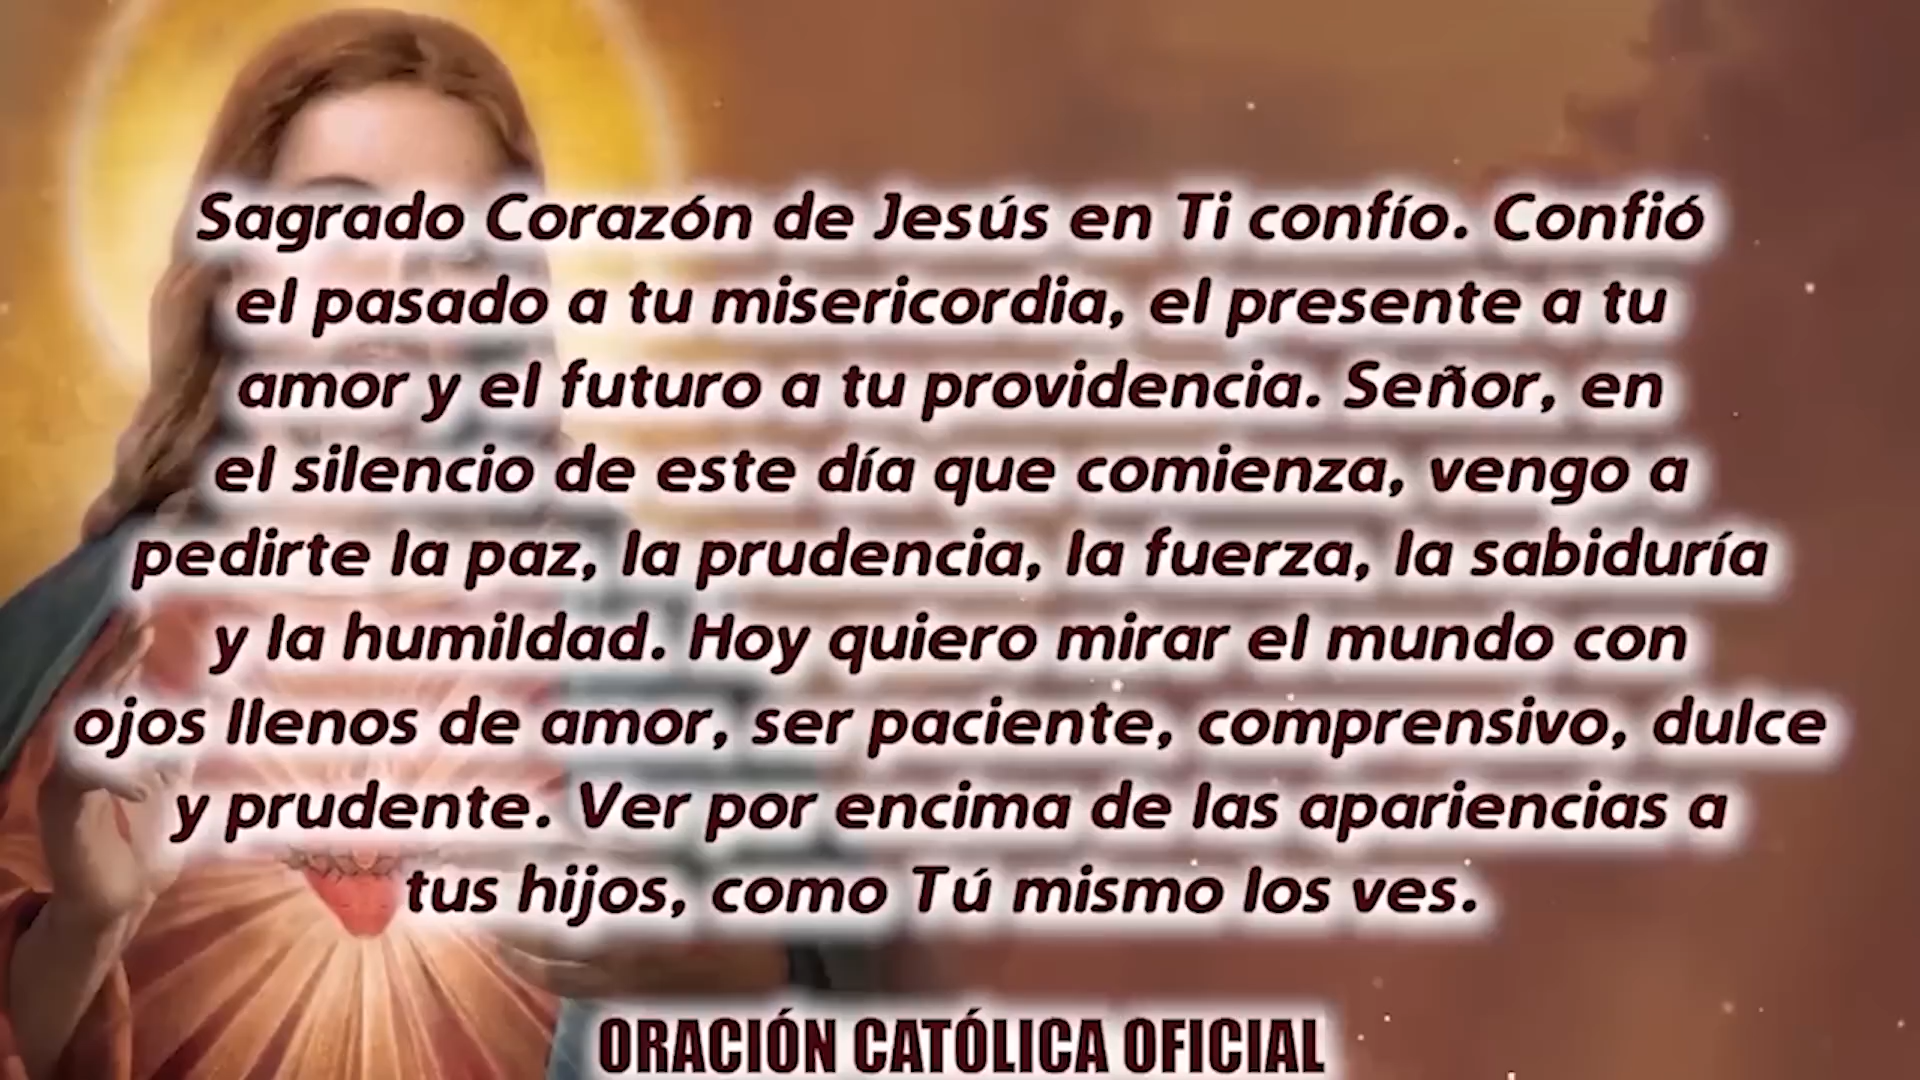 Sagrado Corazón de Jesús en Ti confío. Confió
el pasado a tu misericordia, el presente a tu
amor y el futuro a tu providencia. Señor, en
el silencio de este día que comienza, vengo a
pedirte la paz, la prudencia, la fuerza, la sabiduría
y la humildad. Hoy quiero mirar el mundo con
ojos llenos de amor, ser paciente, comprensivo, dulce
y prudente. Ver por encima de las apariencias a
tus hijos, como Tú mismo los ves.
ORACIÓN CATÓLICA OFICIAL